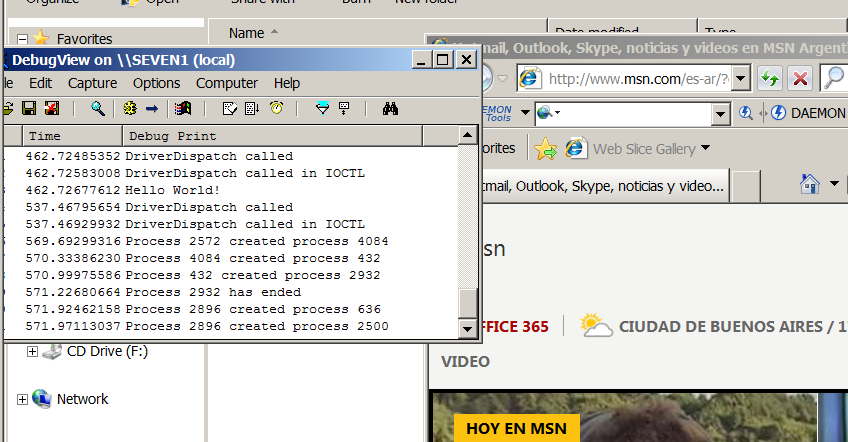 Organize
Open
Share with
Burn
New folder
Favorites
Name
Date modified
Type
DebugView on \\SEVEN1 (local)
Edit Capture Options Computer Help
Time Debug Print
462.72485352 DriverDispatch called
462.72583008 DriverDispatch called in IOCTL
462.72677612 Hello World!
537.46795654 DriverDispatch called
537.46929932 DriverDispatch called in IOCTL
569.69299316 Process 2572 created process 4084
570.33386230 Process 4084 created process 432
570.99975586 Process 432 created process 2932
571.22680664 Process 2932 has ended
571.92462158 Process 2896 created process 636
571.97113037 Process 2896 created process 2500
CD Drive (F:)
Network
mail, Outlook, Skype, noticias y videos en MSN Argenti
http://www.msn.com/es-ar/?
EMON Tools
DAEMON
orites
Web Slice Gallery
mail, Outlook, Skype, noticias y video...
sn
FFICE 365
CIUDAD DE BUENOS AIRES / 1
VIDEO
HOY EN MSN